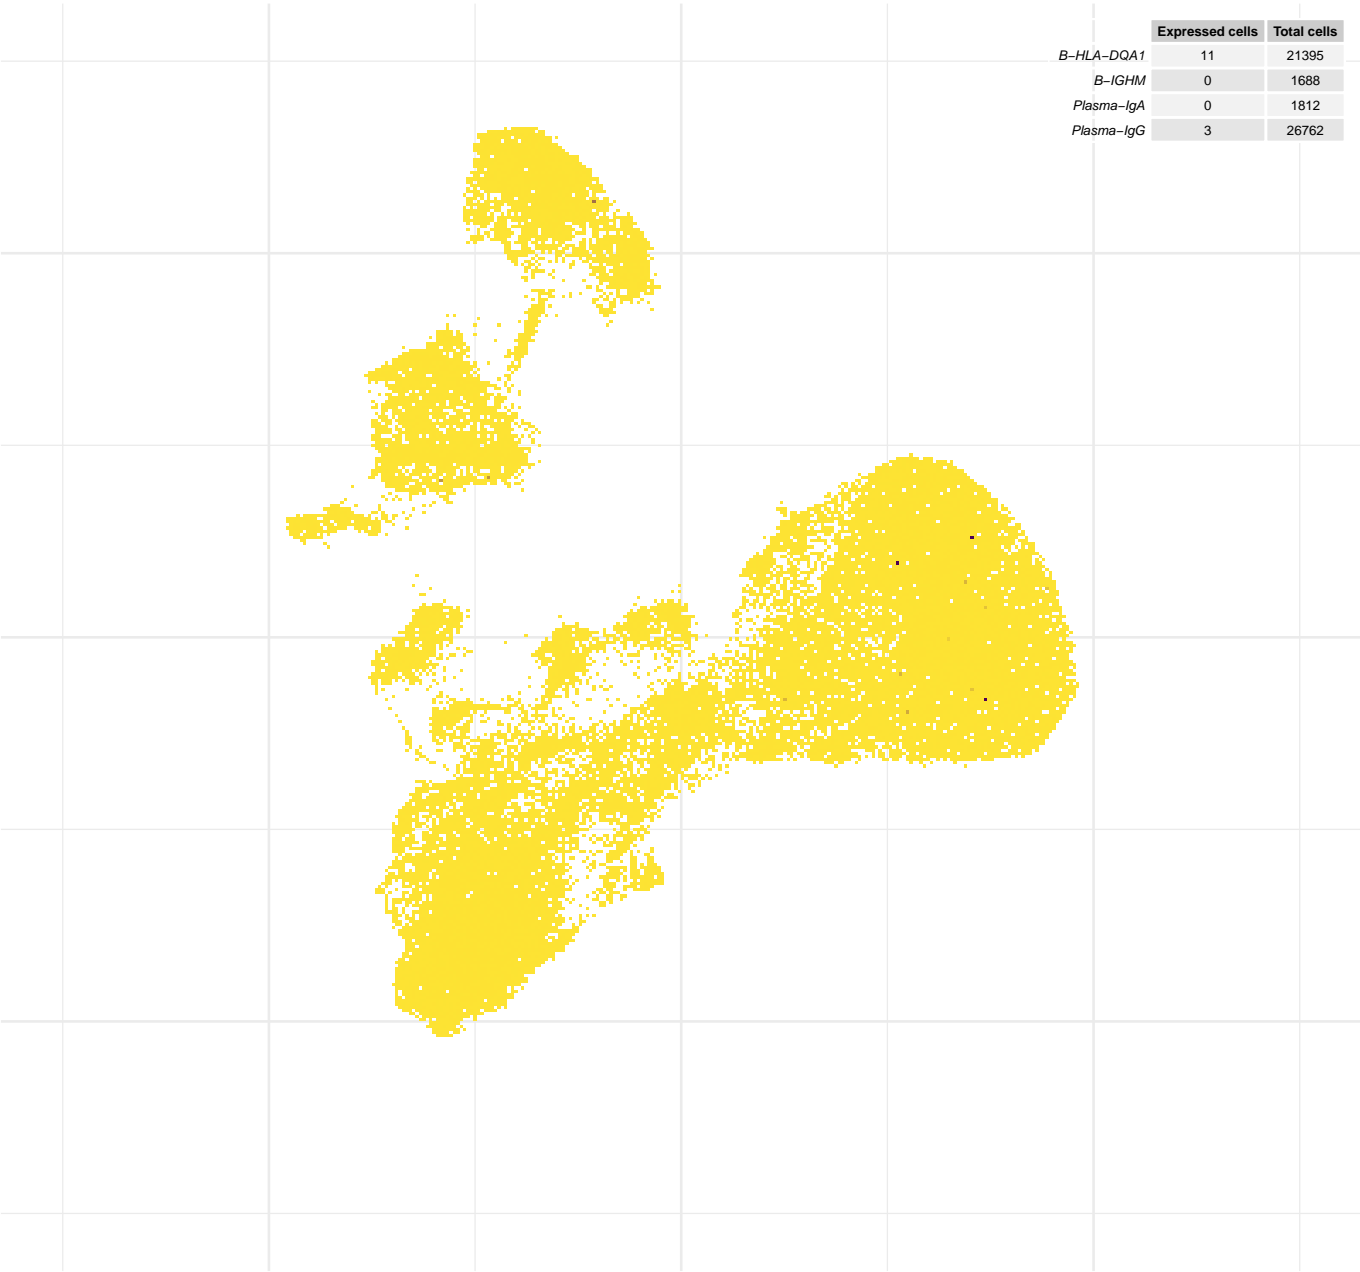 Expressed cells Total cells
B−HLA−DQA1 11 21395
B−IGHM 0 1688
Plasma−IgA 0 1812
Plasma−IgG 3 26762